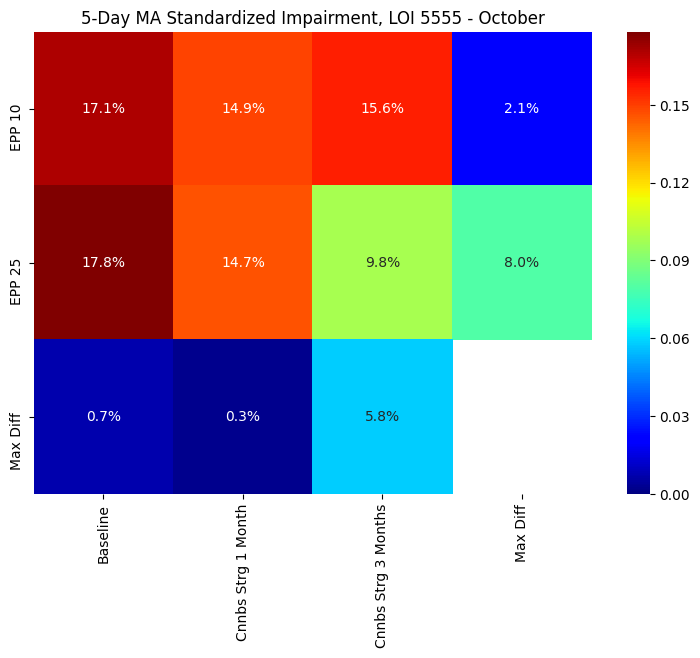 5-Day MA Standardized Impairment, LOI 5555 - October
EPP 10
17.1%
14.9%
15.6%
2.1%
EPP 25
17.8%
14.7%
9.8%
8.0%
Max Diff
0.7%
0.3%
5.8%
Baseline
Cnnbs Strg 1 Month
Cnnbs Strg 3 Months
Max Diff
0.15
0.12
0.09
0.06
0.03
0.00